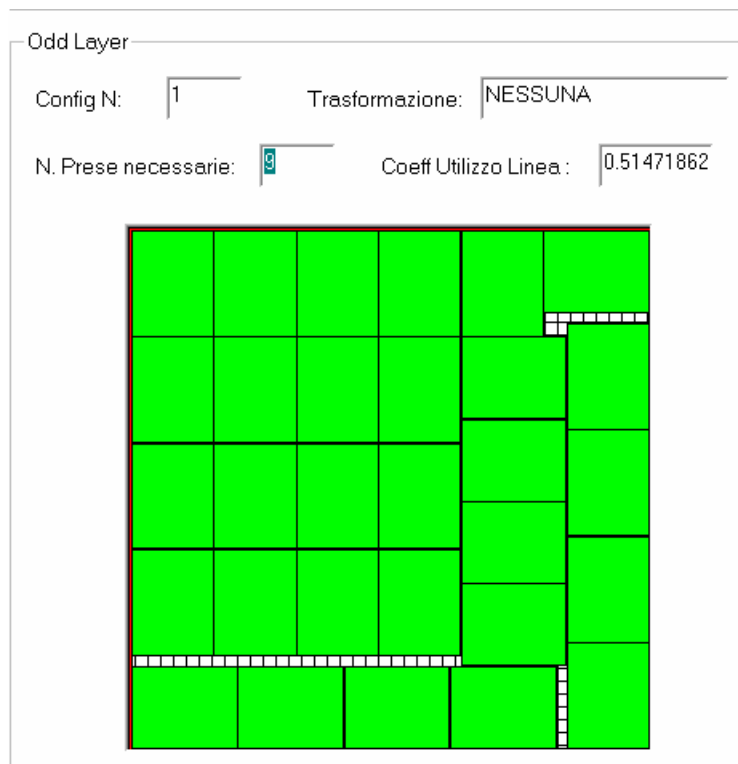 Odd Layer
Config N: 1 Trasformazione: NESSUNA
N. Prese necessarie: 9 Coeff Utilizzo Linea : 0.51471862